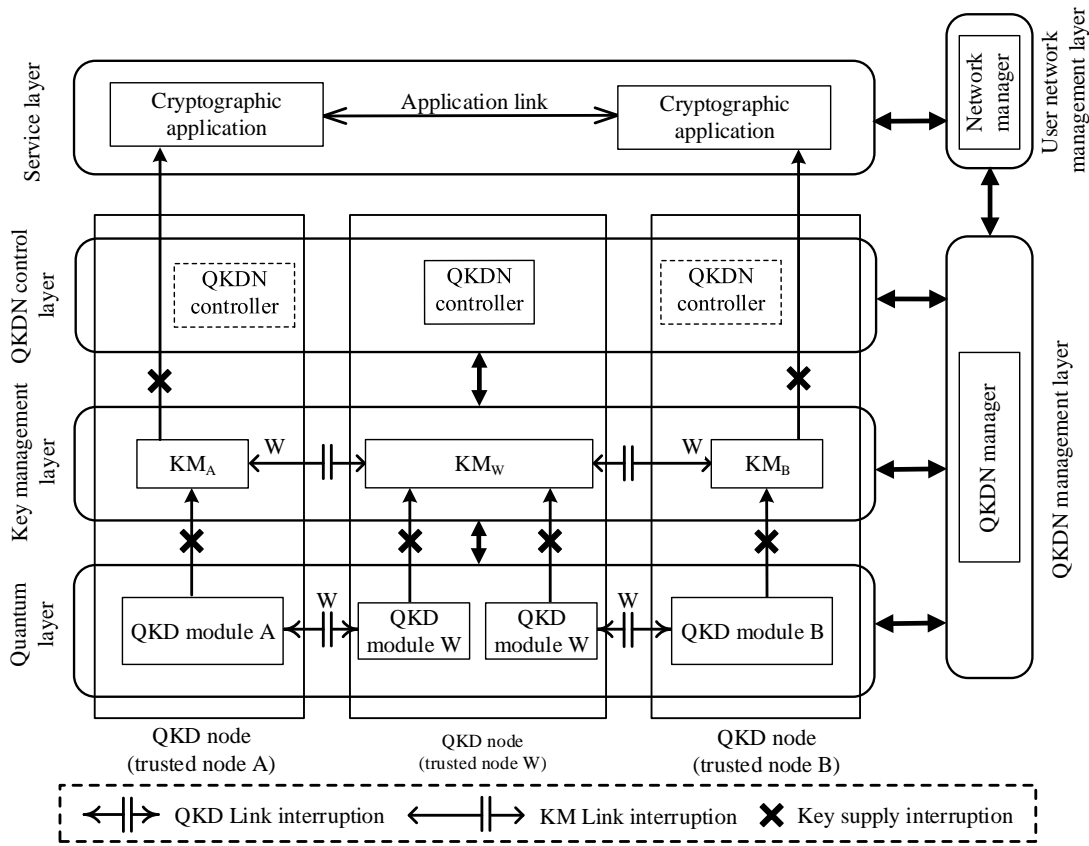 Service layer
Cryptographic
application
Application link
Cryptographic
application
Network
manager
User network
management layer
QKDN control
layer
QKDN
controller
QKDN
controller
QKDN
controller
Key management
layer
KM_A
W
KM_W
W
KM_B
QKDN manager
QKDN management layer
Quantum
layer
QKD module A
W
QKD
module W
QKD
module W
W
QKD module B
QKD node
(trusted node A)
QKD node
(trusted node W)
QKD node
(trusted node B)
QKD Link interruption
KM Link interruption
Key supply interruption